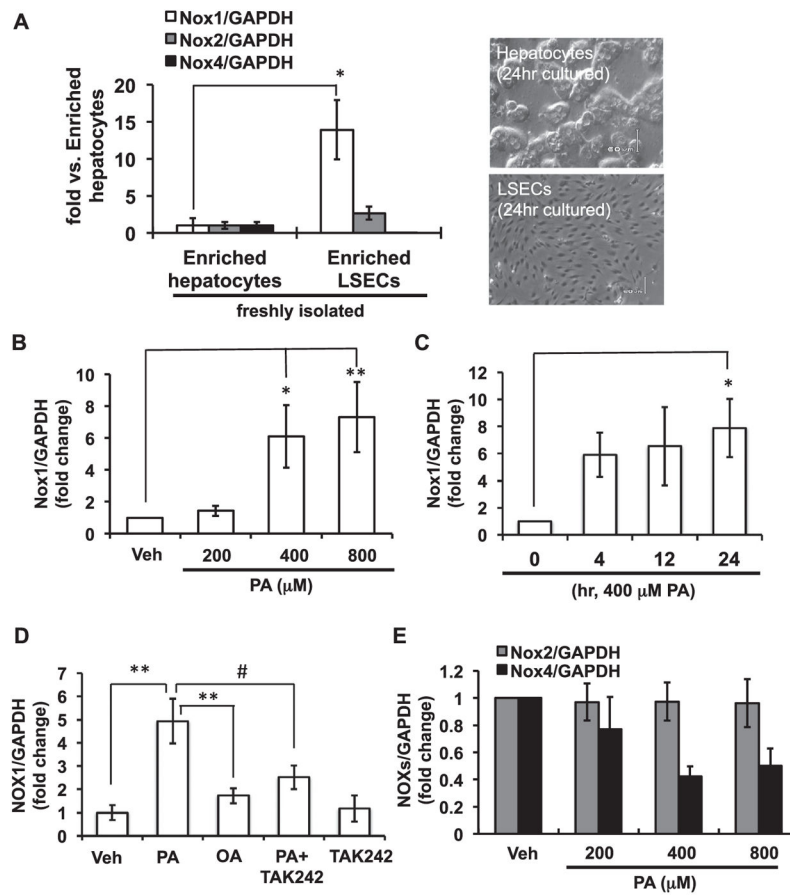 A
Nox1/GAPDH
Nox2/GAPDH
Nox4/GAPDH
fold vs. Enriched
hepatocytes
20
15
10
5
0
*
Enriched
hepatocytes
Enriched
LSECs
freshly isolated
Hepatocytes
(24hr cultured)
LSECs
(24hr cultured)
B
Nox1/GAPDH
(fold change)
10
8
6
4
2
0
*
**
Veh
200
400
800
PA (μM)
C
Nox1/GAPDH
(fold change)
12
10
8
6
4
2
0
*
0
4
12
24
(hr, 400 μM PA)
D
NOX1/GAPDH
(fold change)
7
6
5
4
3
2
1
0
**
#
**
Veh
PA
OA
PA+
TAK242
TAK242
E
Nox2/GAPDH
Nox4/GAPDH
NOXs/GAPDH
(fold change)
1.2
1
0.8
0.6
0.4
0.2
0
Veh
200
400
800
PA (μM)